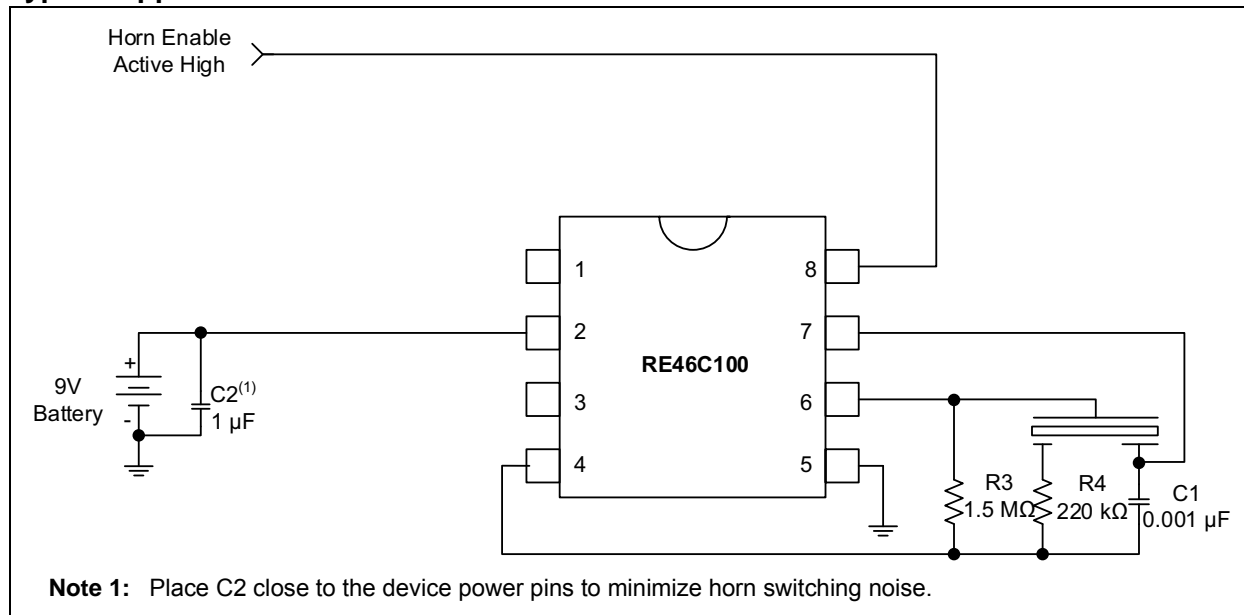 Horn Enable
Active High
1
8
2
7
RE46C100
+
9V
Battery
-
C2(1)
1 µF
3
6
4
5
R3
1.5 MΩ
R4
220 kΩ
C1
0.001 µF
Note 1: Place C2 close to the device power pins to minimize horn switching noise.